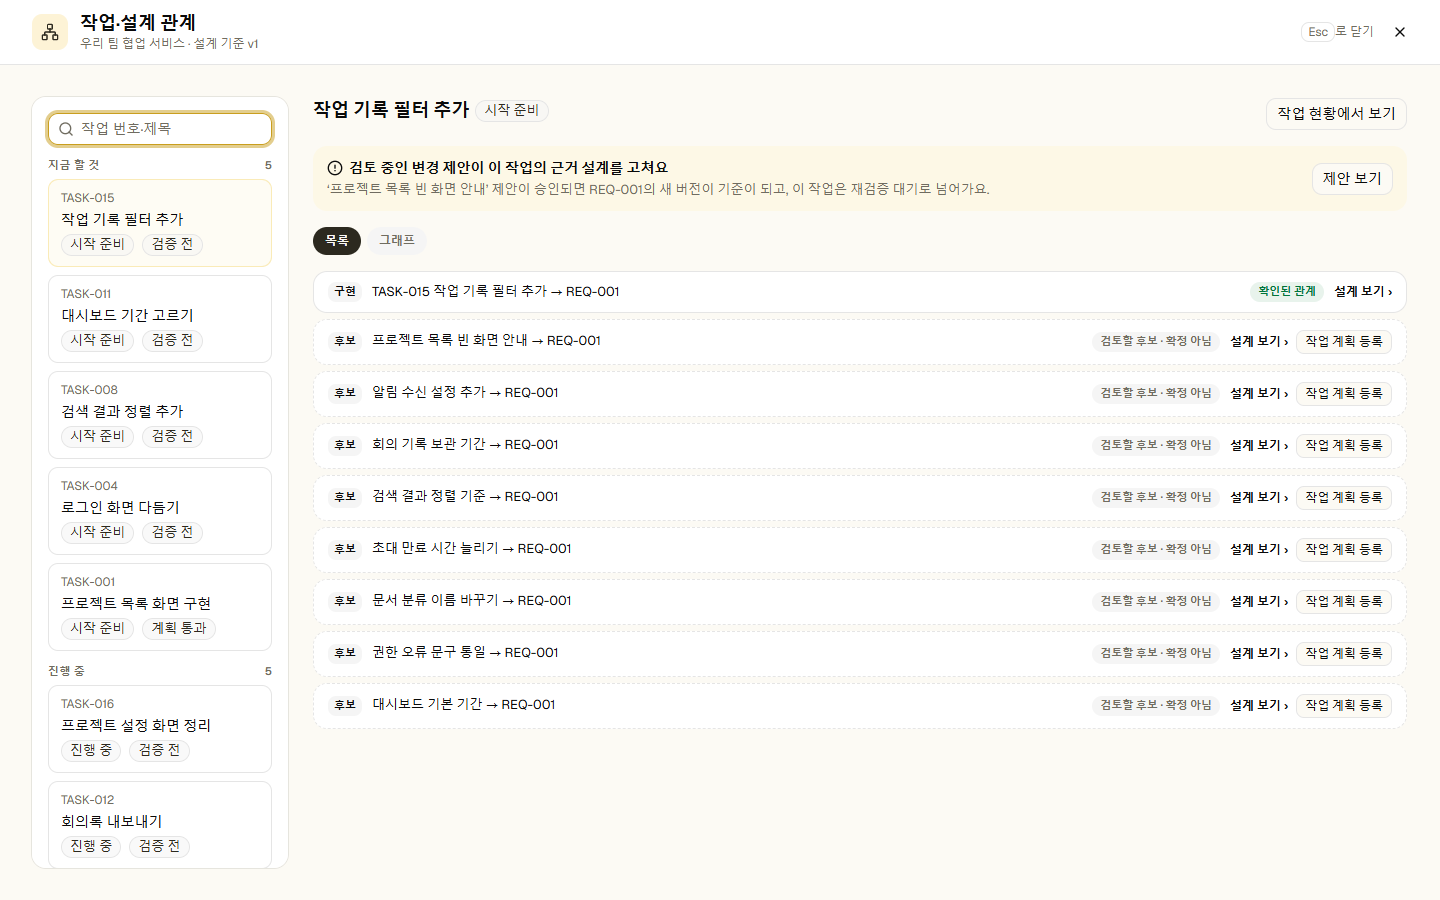 작업·설계 관계
우리 팀 협업 서비스 · 설계 기준 v1
Esc로 닫기
작업 번호·제목
지금 할 것 5
TASK-015
작업 기록 필터 추가
시작 준비 검증 전
TASK-011
대시보드 기간 고르기
시작 준비 검증 전
TASK-008
검색 결과 정렬 추가
시작 준비 검증 전
TASK-004
로그인 화면 다듬기
시작 준비 검증 전
TASK-001
프로젝트 목록 화면 구현
시작 준비 계획 통과
진행 중 5
TASK-016
프로젝트 설정 화면 정리
진행 중 검증 전
TASK-012
회의록 내보내기
진행 중 검증 전
작업 기록 필터 추가 시작 준비
작업 현황에서 보기
검토 중인 변경 제안이 이 작업의 근거 설계를 고쳐요
‘프로젝트 목록 빈 화면 안내’ 제안이 승인되면 REQ-001의 새 버전이 기준이 되고, 이 작업은 재검증 대기로 넘어가요.
제안 보기
목록 그래프
구현 TASK-015 작업 기록 필터 추가 → REQ-001 확인된 관계 설계 보기 ›
후보 프로젝트 목록 빈 화면 안내 → REQ-001 검토할 후보 · 확정 아님 설계 보기 › 작업 계획 등록
후보 알림 수신 설정 추가 → REQ-001 검토할 후보 · 확정 아님 설계 보기 › 작업 계획 등록
후보 회의 기록 보관 기간 → REQ-001 검토할 후보 · 확정 아님 설계 보기 › 작업 계획 등록
후보 검색 결과 정렬 기준 → REQ-001 검토할 후보 · 확정 아님 설계 보기 › 작업 계획 등록
후보 초대 만료 시간 늘리기 → REQ-001 검토할 후보 · 확정 아님 설계 보기 › 작업 계획 등록
후보 문서 분류 이름 바꾸기 → REQ-001 검토할 후보 · 확정 아님 설계 보기 › 작업 계획 등록
후보 권한 오류 문구 통일 → REQ-001 검토할 후보 · 확정 아님 설계 보기 › 작업 계획 등록
후보 대시보드 기본 기간 → REQ-001 검토할 후보 · 확정 아님 설계 보기 › 작업 계획 등록